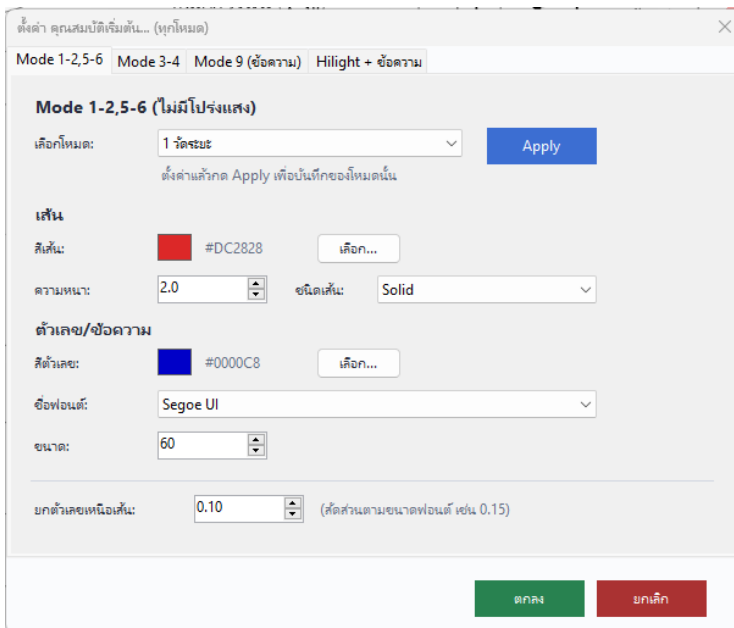 ตั้งค่า คุณสมบัติเริ่มต้น... (ทุกโหมด)
Mode 1-2,5-6 Mode 3-4 Mode 9 (ข้อความ) Hilight + ข้อความ
Mode 1-2,5-6 (ไม่มีโปร่งแสง)
เลือกโหมด: 1 วัดระยะ Apply
ตั้งค่าแล้วกด Apply เพื่อบันทึกของโหมดนั้น
เส้น
สีเส้น: #DC2828 เลือก...
ความหนา: 2.0 ชนิดเส้น: Solid
ตัวเลข/ข้อความ
สีตัวเลข: #0000C8 เลือก...
ชื่อฟอนต์: Segoe UI
ขนาด: 60
ยกตัวเลขเหนือเส้น: 0.10 (สัดส่วนตามขนาดฟอนต์ เช่น 0.15)
ตกลง ยกเลิก